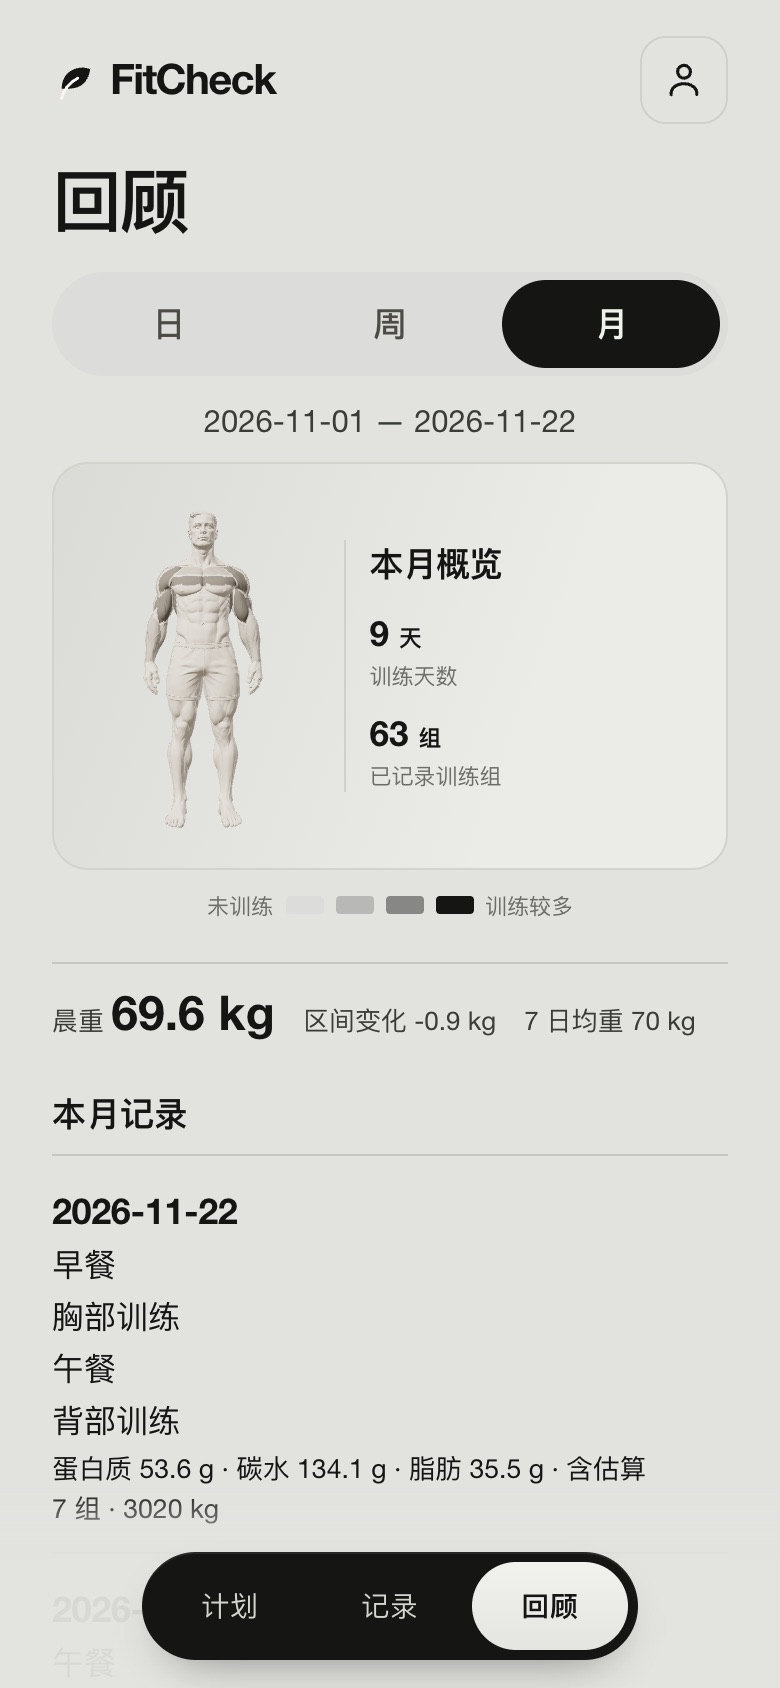 FitCheck
回顾
日 周 月
2026-11-01 — 2026-11-22
本月概览
9 天
训练天数
63 组
已记录训练组
未训练 训练较多
晨重 69.6 kg 区间变化 -0.9 kg 7 日均重 70 kg
本月记录
2026-11-22
早餐
胸部训练
午餐
背部训练
蛋白质 53.6 g · 碳水 134.1 g · 脂肪 35.5 g · 含估算
7 组 · 3020 kg
2026-
午餐
计划 记录 回顾